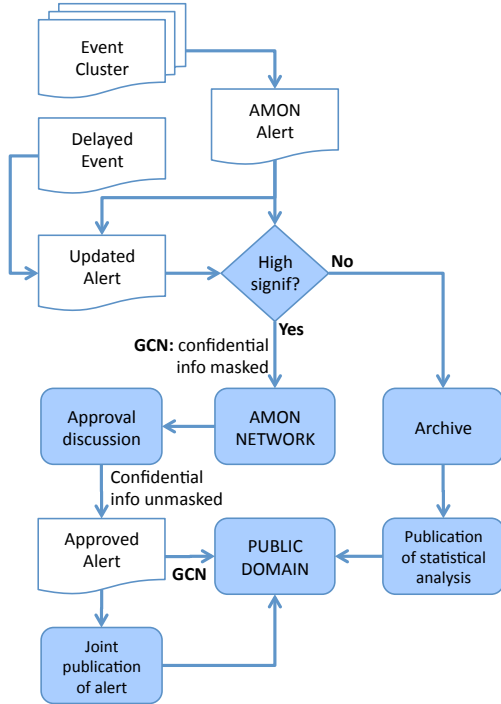 Event
Cluster
AMON
Alert
Delayed
Event
Updated
Alert
High
signif?
No
Yes
GCN: confidential
info masked
Approval
discussion
AMON
NETWORK
Archive
Confidential
info unmasked
Approved
Alert
GCN
PUBLIC
DOMAIN
Publication
of statistical
analysis
Joint
publication
of alert